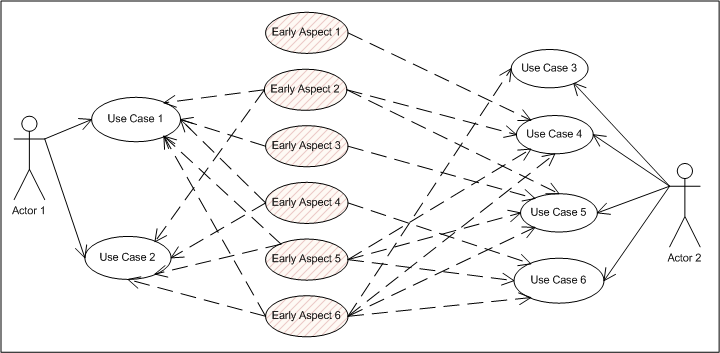 Early Aspect 1
Early Aspect 2
Early Aspect 3
Early Aspect 4
Early Aspect 5
Early Aspect 6
Use Case 1
Use Case 2
Use Case 3
Use Case 4
Use Case 5
Use Case 6
Actor 1
Actor 2